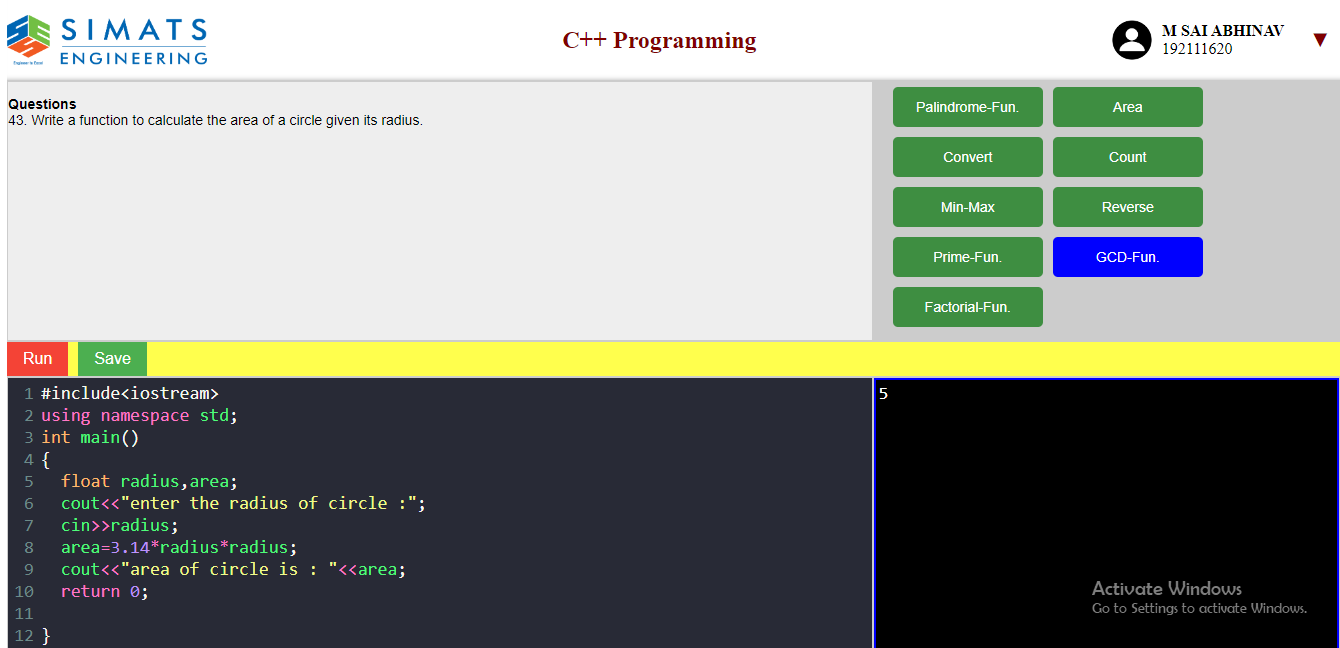 SIMATS
ENGINEERING
Engineer to Excel
C++ Programming
M SAI ABHINAV
192111620
▼
Questions
43. Write a function to calculate the area of a circle given its radius.
Palindrome-Fun.
Area
Convert
Count
Min-Max
Reverse
Prime-Fun.
GCD-Fun.
Factorial-Fun.
Run
Save
1 #include<iostream>
2 using namespace std;
3 int main()
4 {
5   float radius,area;
6   cout<<"enter the radius of circle :";
7   cin>>radius;
8   area=3.14*radius*radius;
9   cout<<"area of circle is : "<<area;
10   return 0;
11
12 }
5
Activate Windows
Go to Settings to activate Windows.